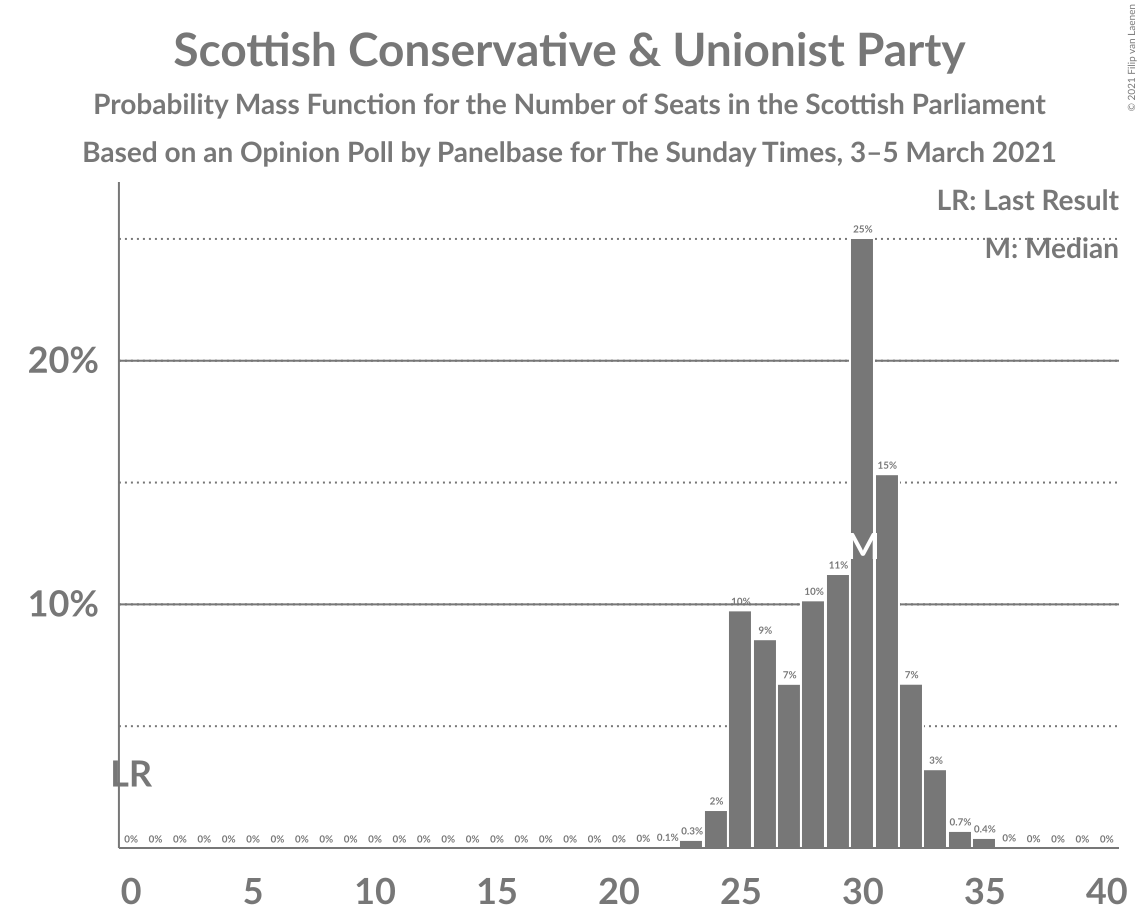 Scottish Conservative & Unionist Party
Probability Mass Function for the Number of Seats in the Scottish Parliament
Based on an Opinion Poll by Panelbase for The Sunday Times, 3–5 March 2021
© 2021 Filip van Laenen
LR: Last Result
M: Median
25%
20%
15%
M
11%
10%
10%
10%
9%
7%
7%
3%
LR
2%
0% 0% 0% 0% 0% 0% 0% 0% 0% 0% 0% 0% 0% 0% 0% 0% 0% 0% 0% 0% 0% 0% 0.1% 0.3% 0.7% 0.4% 0% 0% 0% 0% 0%
0 5 10 15 20 25 30 35 40